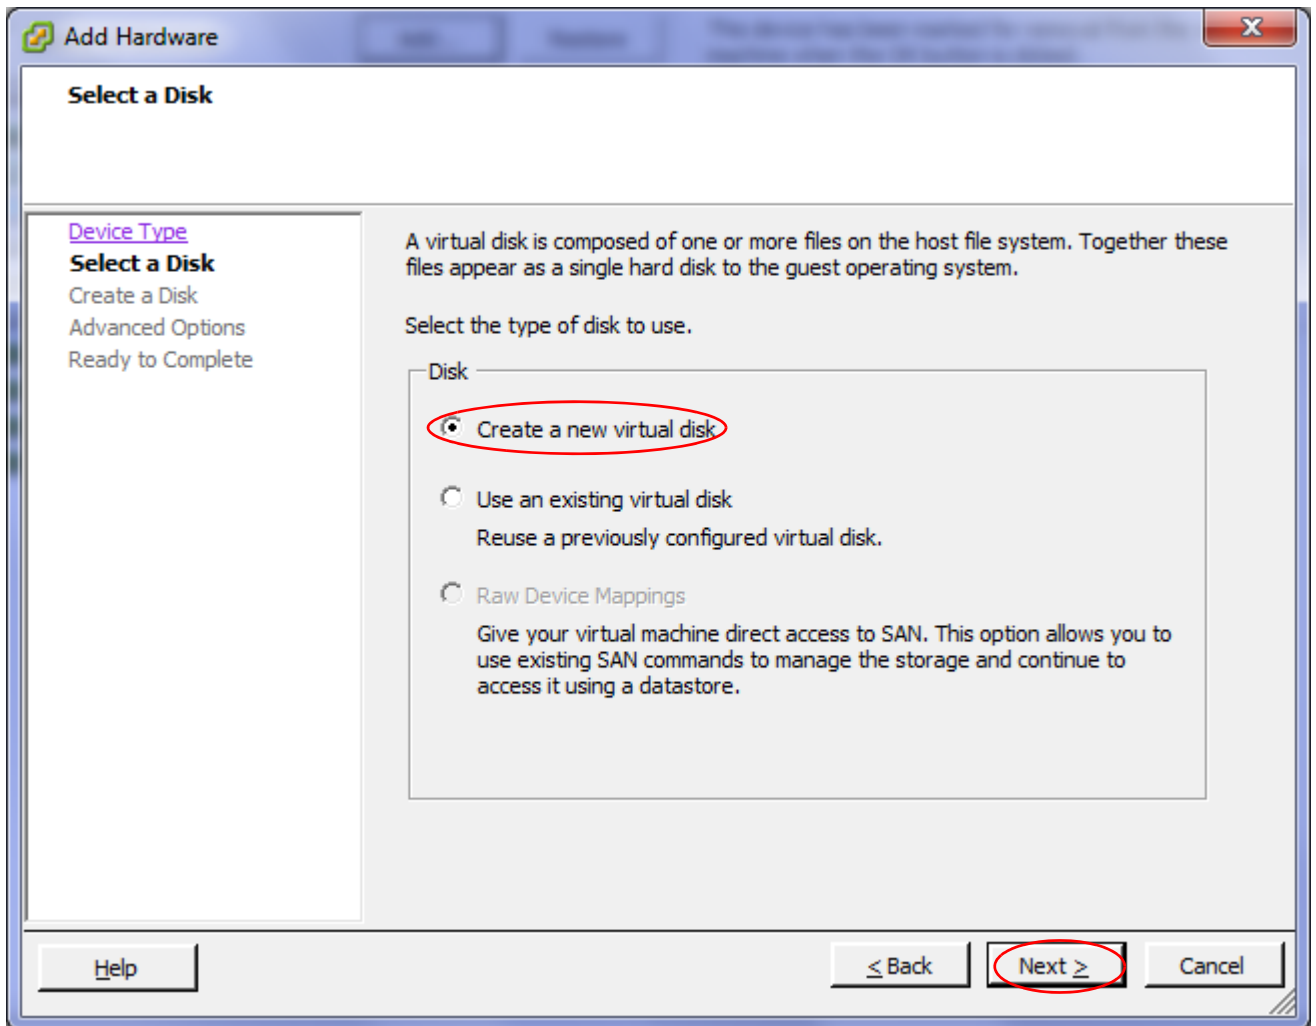 Add Hardware
Select a Disk
Device Type
Select a Disk
Create a Disk
Advanced Options
Ready to Complete
A virtual disk is composed of one or more files on the host file system. Together these
files appear as a single hard disk to the guest operating system.
Select the type of disk to use.
Disk
Create a new virtual disk
Use an existing virtual disk
Reuse a previously configured virtual disk.
Raw Device Mappings
Give your virtual machine direct access to SAN. This option allows you to
use existing SAN commands to manage the storage and continue to
access it using a datastore.
Help
< Back
Next >
Cancel